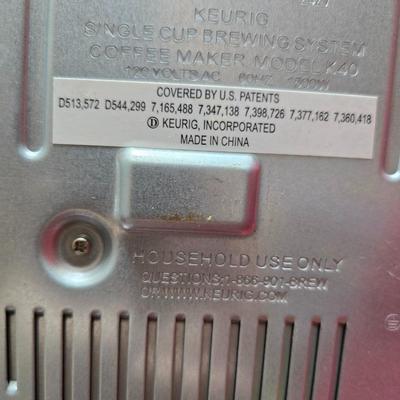 24/7
KEURIG
SINGLE CUP BREWING SYSTEM
COFFEE MAKER MODEL K40
120 VOLTS AC 60HZ 1500W
COVERED BY U.S. PATENTS
D513,572 D544,299 7,165,488 7,347,138 7,398,726 7,377,162 7,360,418
KEURIG, INCORPORATED
MADE IN CHINA
HOUSEHOLD USE ONLY
QUESTIONS:1-866-901-BREW
OR WWW.KEURIG.COM